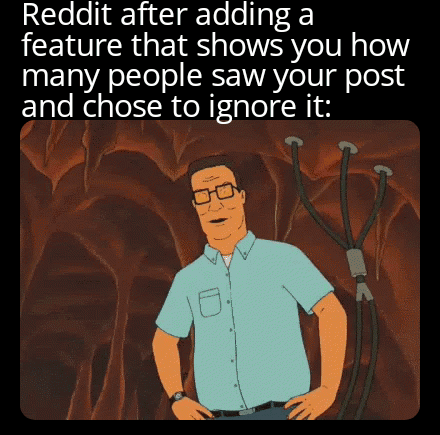 Reddit after adding a
feature that shows you how
many people saw your post
and chose to ignore it: